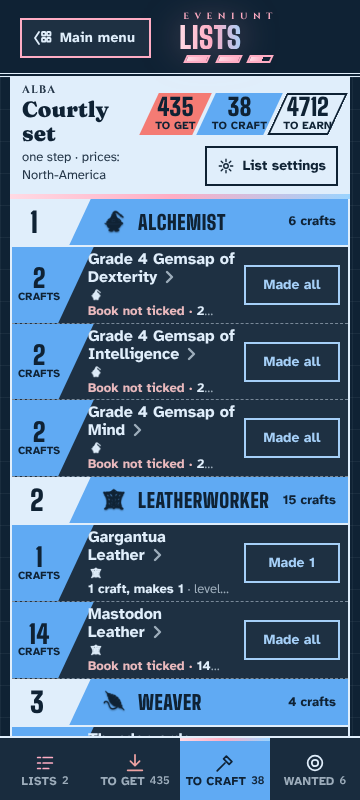 EVENIUNT
LISTS
Main menu
ALBA
Courtly set
one step · prices: North-America
435 TO GET
38 TO CRAFT
4712 TO EARN
List settings
1 ALCHEMIST 6 crafts
2 CRAFTS
Grade 4 Gemsap of
Dexterity
Book not ticked · 2...
Made all
2 CRAFTS
Grade 4 Gemsap of
Intelligence
Book not ticked · 2...
Made all
2 CRAFTS
Grade 4 Gemsap of
Mind
Book not ticked · 2...
Made all
2 LEATHERWORKER 15 crafts
1 CRAFTS
Gargantua
Leather
1 craft, makes 1 · level...
Made 1
14 CRAFTS
Mastodon
Leather
Book not ticked · 14...
Made all
3 WEAVER 4 crafts
LISTS 2
TO GET 435
TO CRAFT 38
WANTED 6